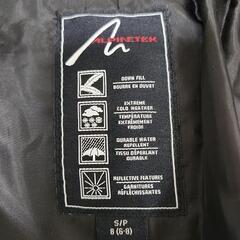 ALPINETEK
DOWN FILL
BOURRE EN DUVET
EXTREME
COLD WEATHER
TEMPÉRATURE
EXTRÊMEMENT
FROIDE
DURABLE WATER
REPELLENT
TISSU DÉPERLANT
DURABLE
REFLECTIVE FEATURES
GARNITURES
RÉFLÉCHISSANTES
S/P
8 (6-8)